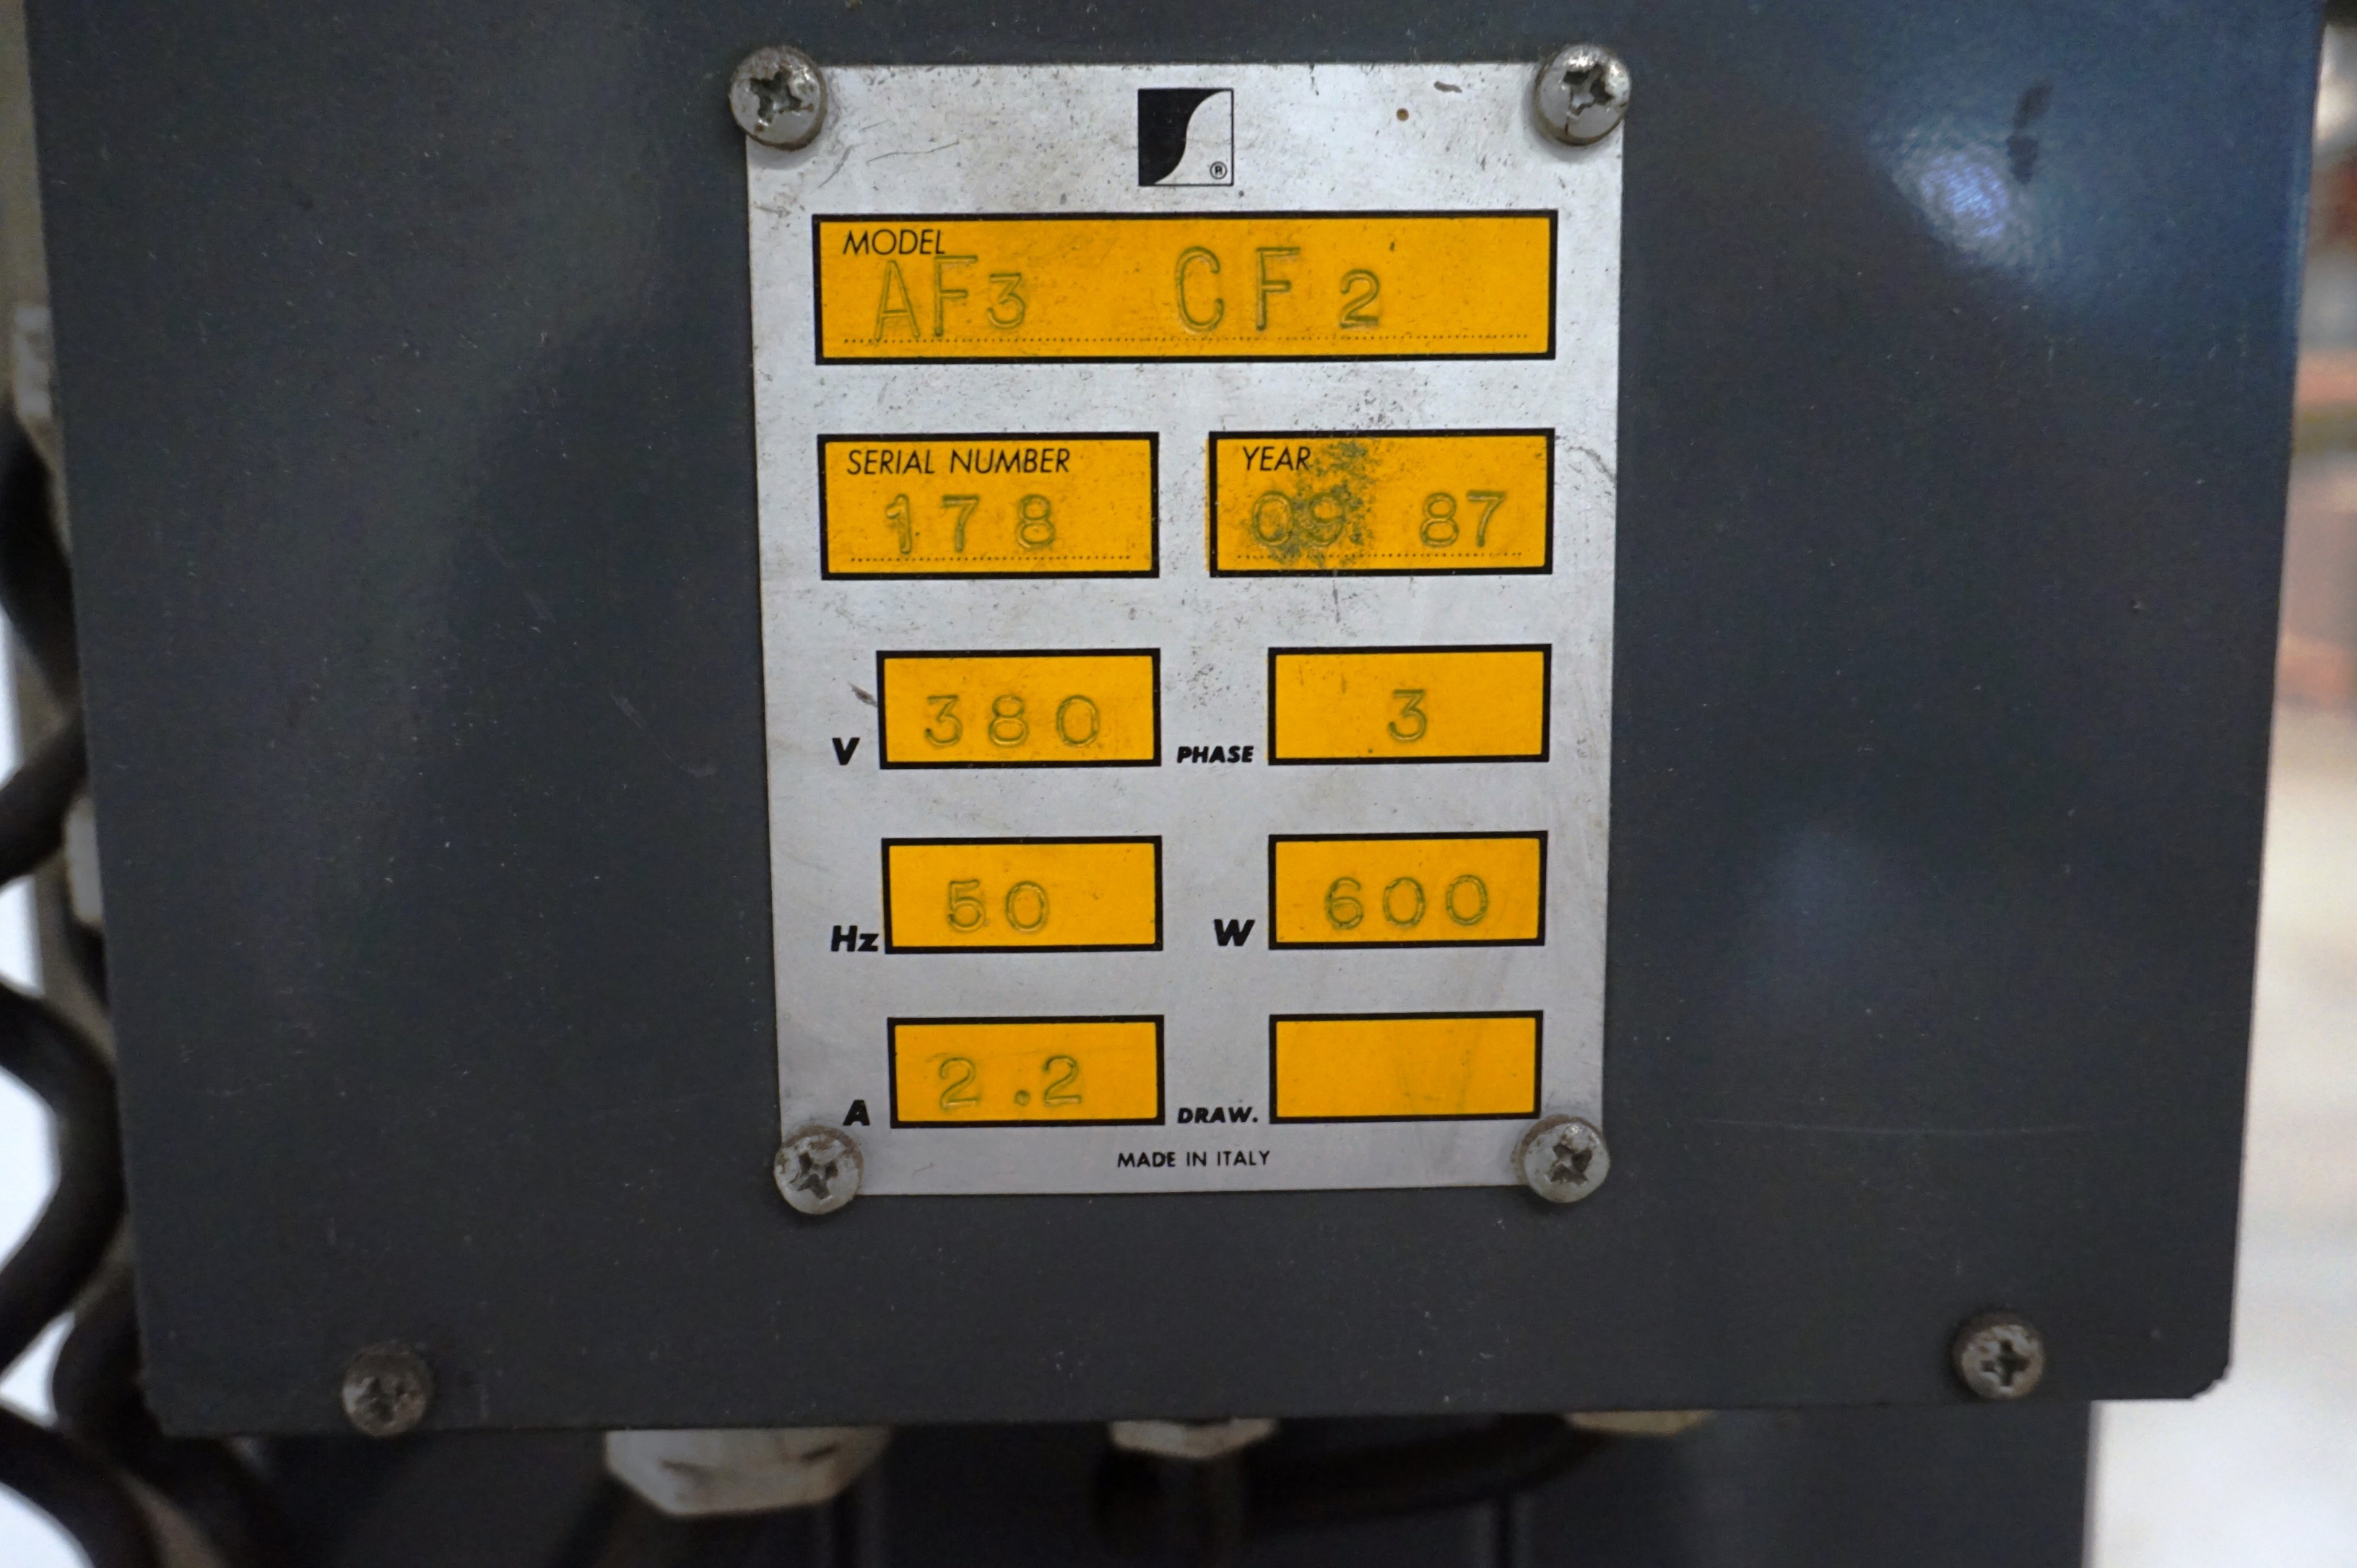 ®
MODEL
AF3 CF2
SERIAL NUMBER YEAR
178 09 87
V 380 PHASE 3
Hz 50 W 600
A 2.2 DRAW.
MADE IN ITALY